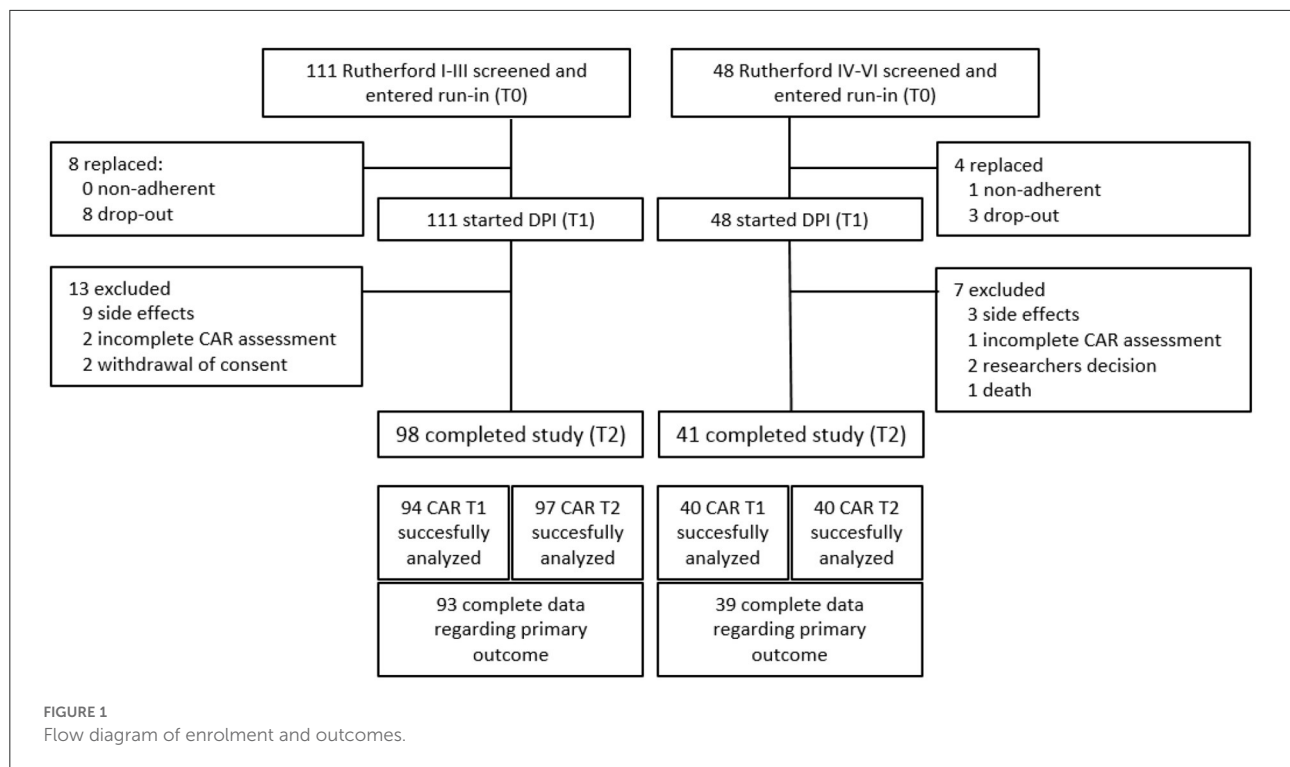 111 Rutherford I-III screened and
entered run-in (T0)
48 Rutherford IV-VI screened and
entered run-in (T0)
8 replaced:
0 non-adherent
8 drop-out
4 replaced
1 non-adherent
3 drop-out
111 started DPI (T1)
48 started DPI (T1)
13 excluded
9 side effects
2 incomplete CAR assessment
2 withdrawal of consent
7 excluded
3 side effects
1 incomplete CAR assessment
2 researchers decision
1 death
98 completed study (T2)
41 completed study (T2)
94 CAR T1
succesfully
analyzed
97 CAR T2
succesfully
analyzed
40 CAR T1
succesfully
analyzed
40 CAR T2
succesfully
analyzed
93 complete data
regarding primary
outcome
39 complete data
regarding primary
outcome
FIGURE 1
Flow diagram of enrolment and outcomes.